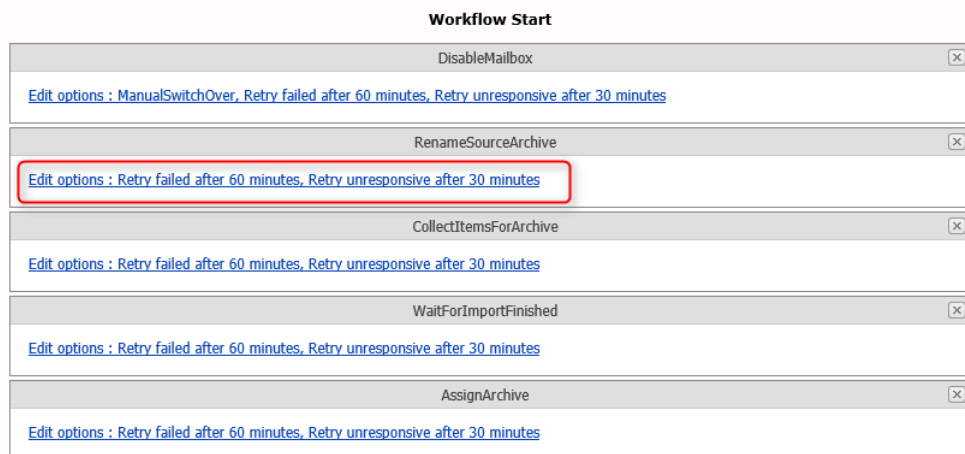 Workflow Start
DisableMailbox
Edit options : ManualSwitchOver, Retry failed after 60 minutes, Retry unresponsive after 30 minutes
RenameSourceArchive
Edit options : Retry failed after 60 minutes, Retry unresponsive after 30 minutes
CollectItemsForArchive
Edit options : Retry failed after 60 minutes, Retry unresponsive after 30 minutes
WaitForImportFinished
Edit options : Retry failed after 60 minutes, Retry unresponsive after 30 minutes
AssignArchive
Edit options : Retry failed after 60 minutes, Retry unresponsive after 30 minutes